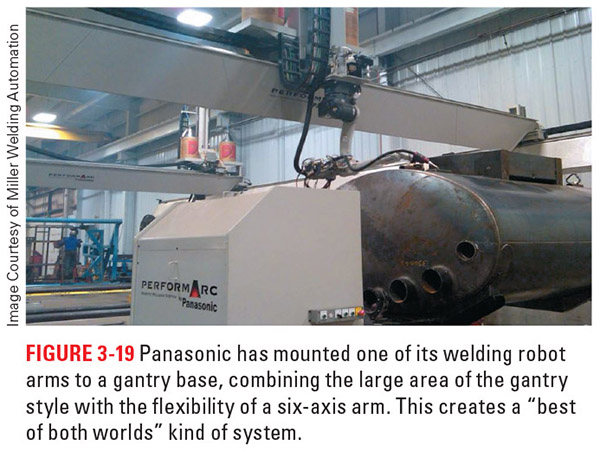 Image Courtesy of Miller Welding Automation
PERFORMARC
PERFORMARC
PERFORMARC
by Panasonic
FIGURE 3-19 Panasonic has mounted one of its welding robot
arms to a gantry base, combining the large area of the gantry
style with the flexibility of a six-axis arm. This creates a “best
of both worlds” kind of system.